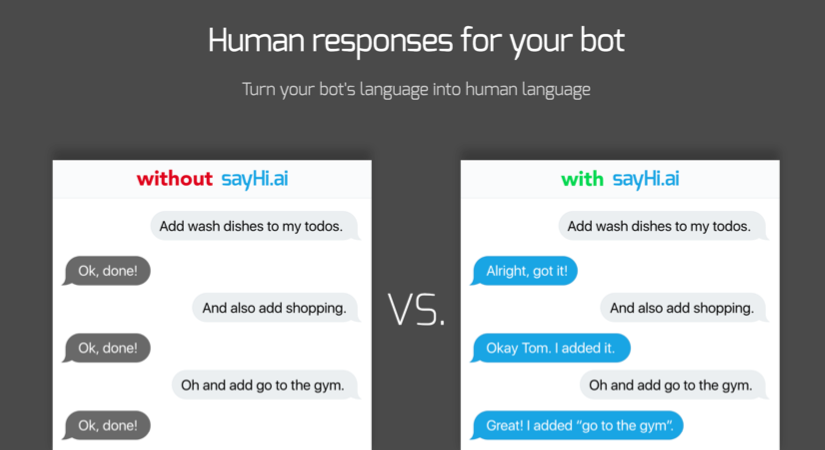 Human responses for your bot
Turn your bot's language into human language
without sayHi.ai
Add wash dishes to my todos.
Ok, done!
And also add shopping.
Ok, done!
Oh and add go to the gym.
Ok, done!
VS.
with sayHi.ai
Add wash dishes to my todos.
Alright, got it!
And also add shopping.
Okay Tom. I added it.
Oh and add go to the gym.
Great! I added “go to the gym”.